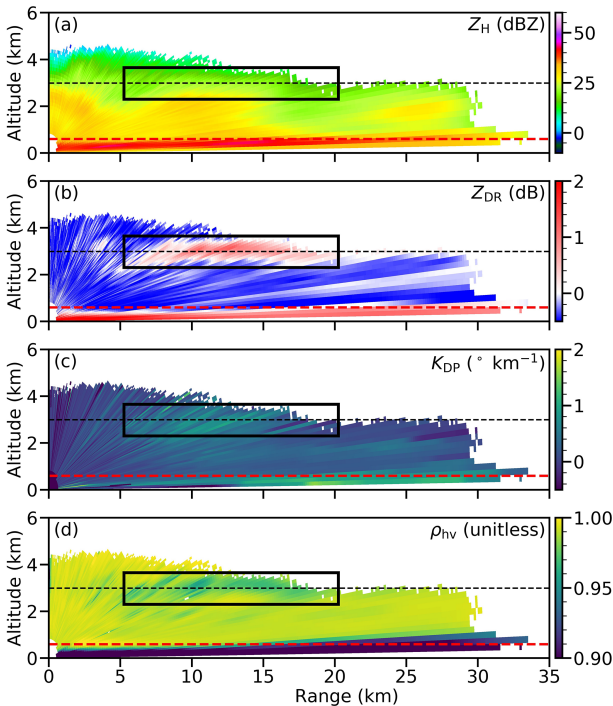 (a) Z_H (dBZ)
Altitude (km)
6
4
2
0
50
25
0
(b) Z_DR (dB)
Altitude (km)
6
4
2
0
2
1
0
(c) K_DP (° km⁻¹)
Altitude (km)
6
4
2
0
2
1
0
(d) ρ_hv (unitless)
Altitude (km)
6
4
2
0
1.00
0.95
0.90
0 5 10 15 20 25 30 35
Range (km)